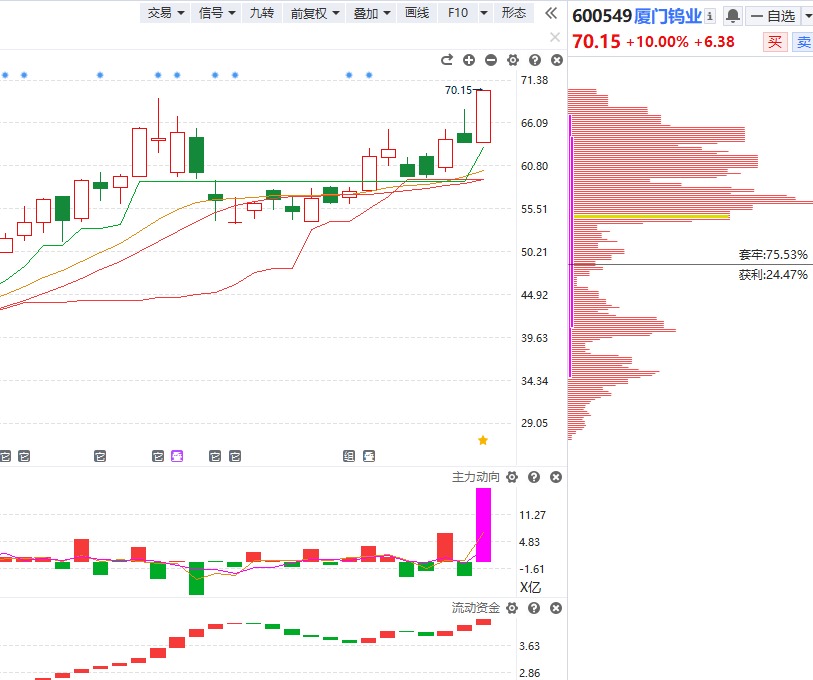 交易 信号 九转 前复权 叠加 画线 F10 形态
600549 厦门钨业 i 自选
70.15 +10.00% +6.38 买 卖
70.15
71.38
66.09
60.80
55.51
50.21
44.92
39.63
34.34
29.05
套牢:75.53%
获利:24.47%
主力动向
11.27
4.83
-1.61
X亿
流动资金
3.63
2.86